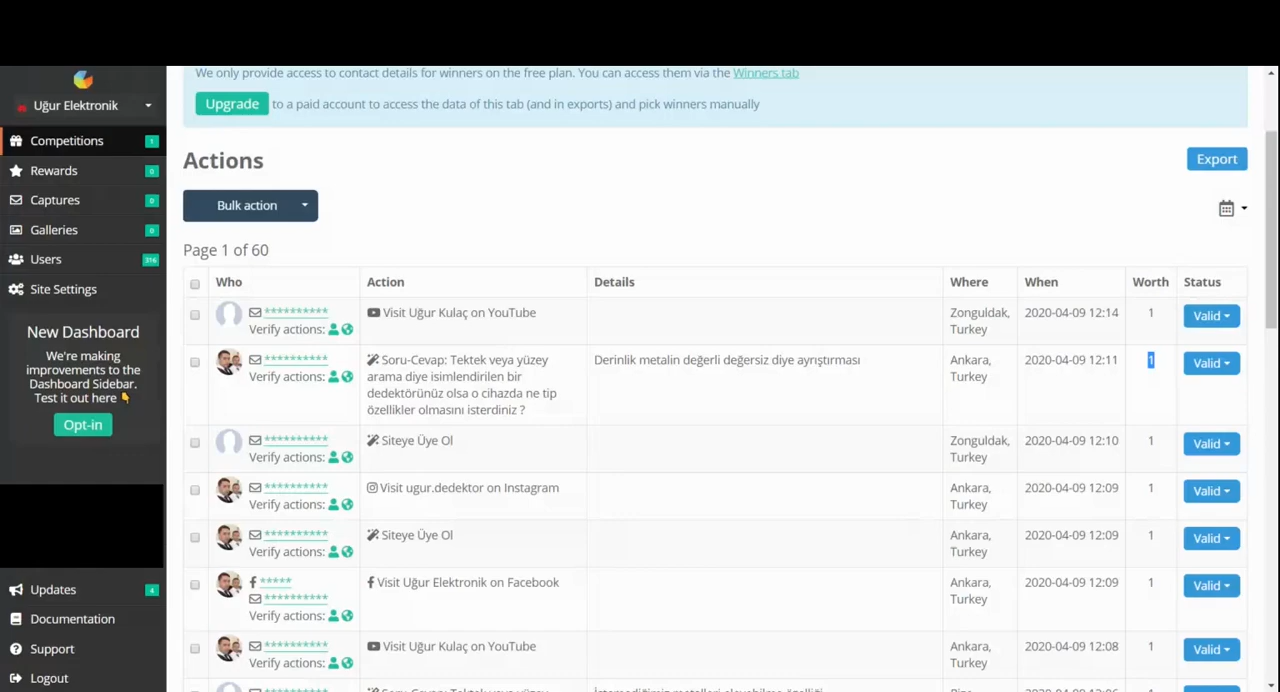 We only provide access to contact details for winners on the free plan. You can access them via the Winners tab
Upgrade to a paid account to access the data of this tab (and in exports) and pick winners manually
Uğur Elektronik
Competitions 1
Rewards 0
Captures 0
Galleries 0
Users 316
Site Settings
New Dashboard
We're making
improvements to the
Dashboard Sidebar.
Test it out here 👇
Opt-in
Updates 4
Documentation
Support
Logout
Actions
Export
Bulk action
Page 1 of 60
Who Action Details Where When Worth Status
********** Visit Uğur Kulaç on YouTube Zonguldak, 2020-04-09 12:14 1 Valid
Verify actions: Turkey
********** Soru-Cevap: Tektek veya yüzey Derinlik metalin değerli değersiz diye ayrıştırması Ankara, 2020-04-09 12:11 1 Valid
Verify actions: arama diye isimlendirilen bir Turkey
dedektörünüz olsa o cihazda ne tip
özellikler olmasını isterdiniz ?
********** Siteye Üye Ol Zonguldak, 2020-04-09 12:10 1 Valid
Verify actions: Turkey
********** Visit ugur.dedektor on Instagram Ankara, 2020-04-09 12:09 1 Valid
Verify actions: Turkey
********** Siteye Üye Ol Ankara, 2020-04-09 12:09 1 Valid
Verify actions: Turkey
***** Visit Uğur Elektronik on Facebook Ankara, 2020-04-09 12:09 1 Valid
********** Turkey
Verify actions:
********** Visit Uğur Kulaç on YouTube Ankara, 2020-04-09 12:08 1 Valid
Verify actions: Turkey